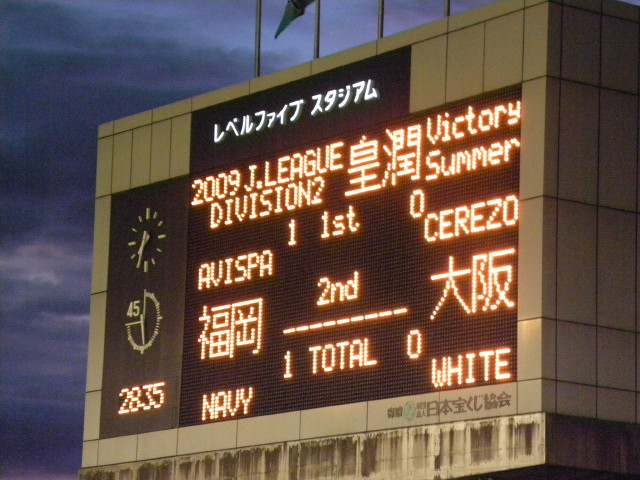 レベルファイブ スタジアム
2009 J.LEAGUE DIVISION2 皇潤 Victory Summer
1 1st 0
AVISPA CEREZO
福岡 2nd 大阪
1 TOTAL 0
NAVY WHITE
45
28:35
日本宝くじ協会